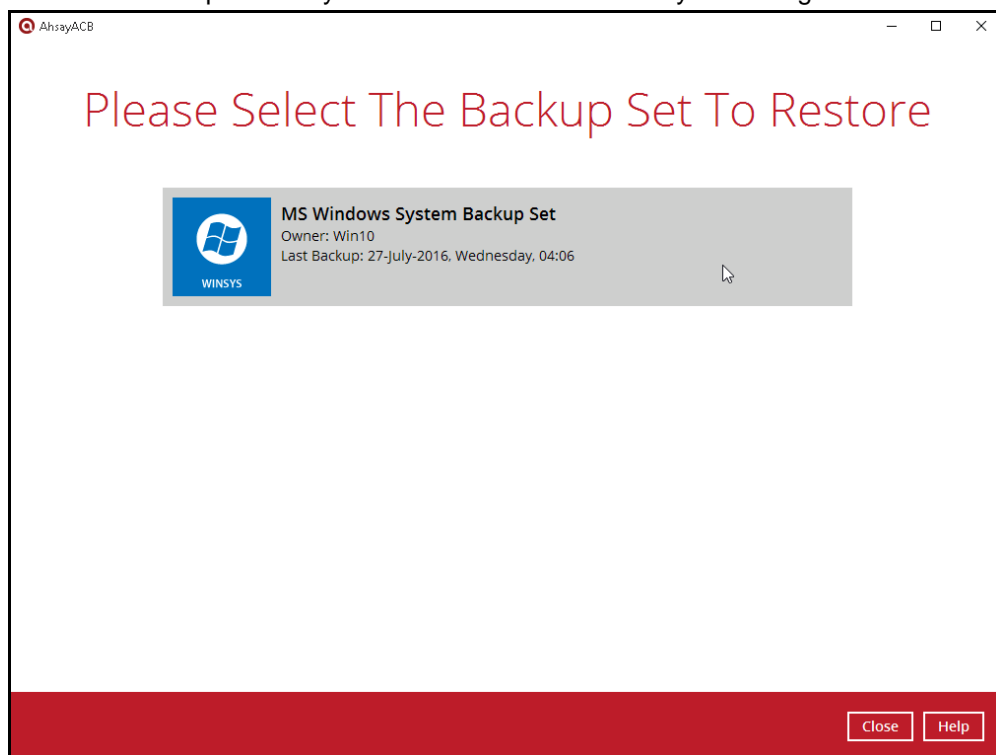 AhsayACB
Please Select The Backup Set To Restore
MS Windows System Backup Set
Owner: Win10
Last Backup: 27-July-2016, Wednesday, 04:06
WINSYS
Close Help